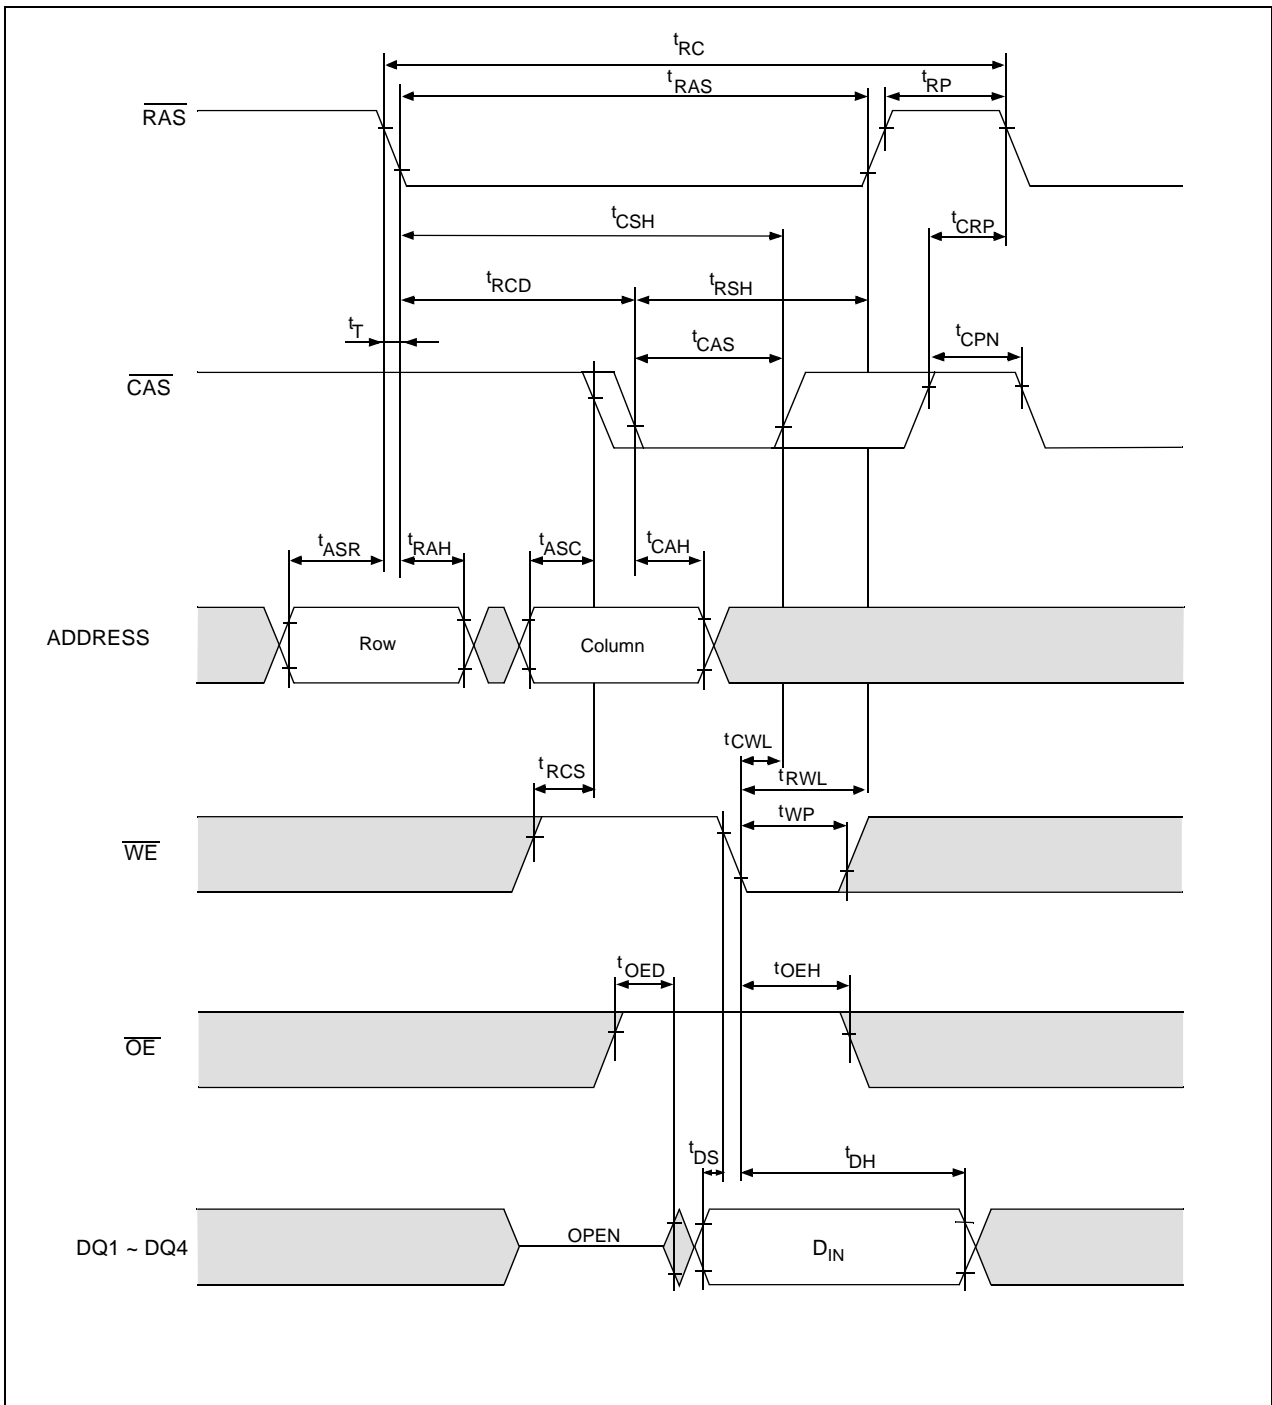 tRC
tRAS
tRP
RAS
tCSH
tCRP
tRCD
tRSH
tT
tCAS
tCPN
CAS
tASR
tRAH
tASC
tCAH
ADDRESS
Row
Column
tCWL
tRCS
tRWL
tWP
WE
tOED
tOEH
OE
tDS
tDH
DQ1 ~ DQ4
OPEN
DIN